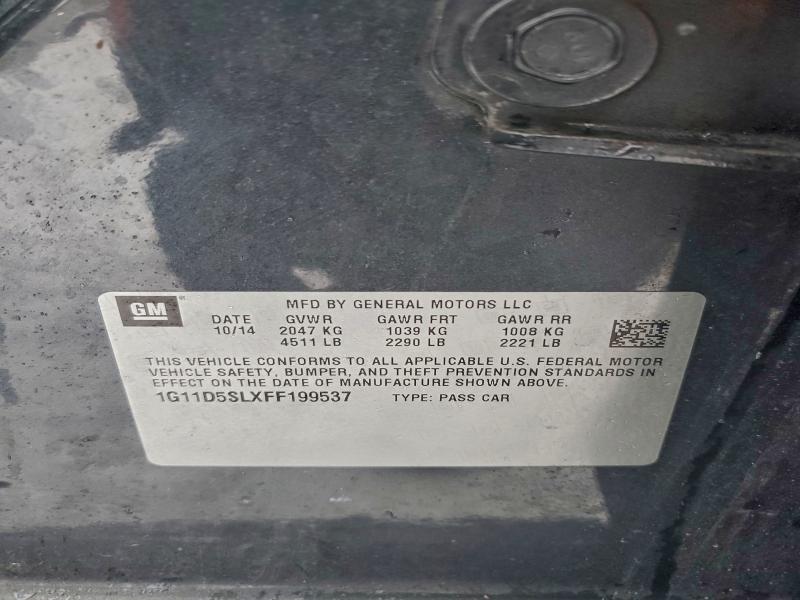 GM
MFD BY GENERAL MOTORS LLC
DATE GVWR GAWR FRT GAWR RR
10/14 2047 KG 1039 KG 1008 KG
4511 LB 2290 LB 2221 LB
THIS VEHICLE CONFORMS TO ALL APPLICABLE U.S. FEDERAL MOTOR
VEHICLE SAFETY, BUMPER, AND THEFT PREVENTION STANDARDS IN
EFFECT ON THE DATE OF MANUFACTURE SHOWN ABOVE.
1G11D5SLXFF199537 TYPE: PASS CAR